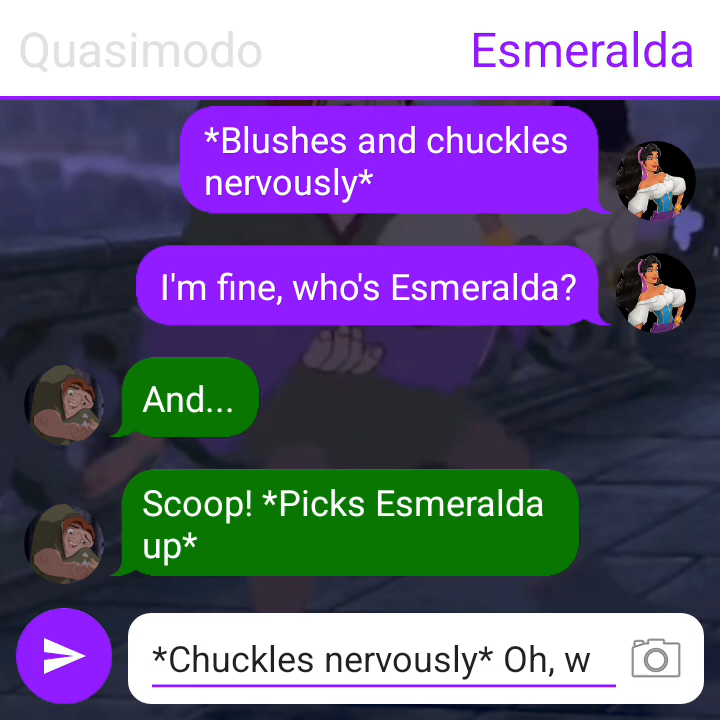 Quasimodo Esmeralda
*Blushes and chuckles
nervously*
I'm fine, who's Esmeralda?
And...
Scoop! *Picks Esmeralda
up*
*Chuckles nervously* Oh, w